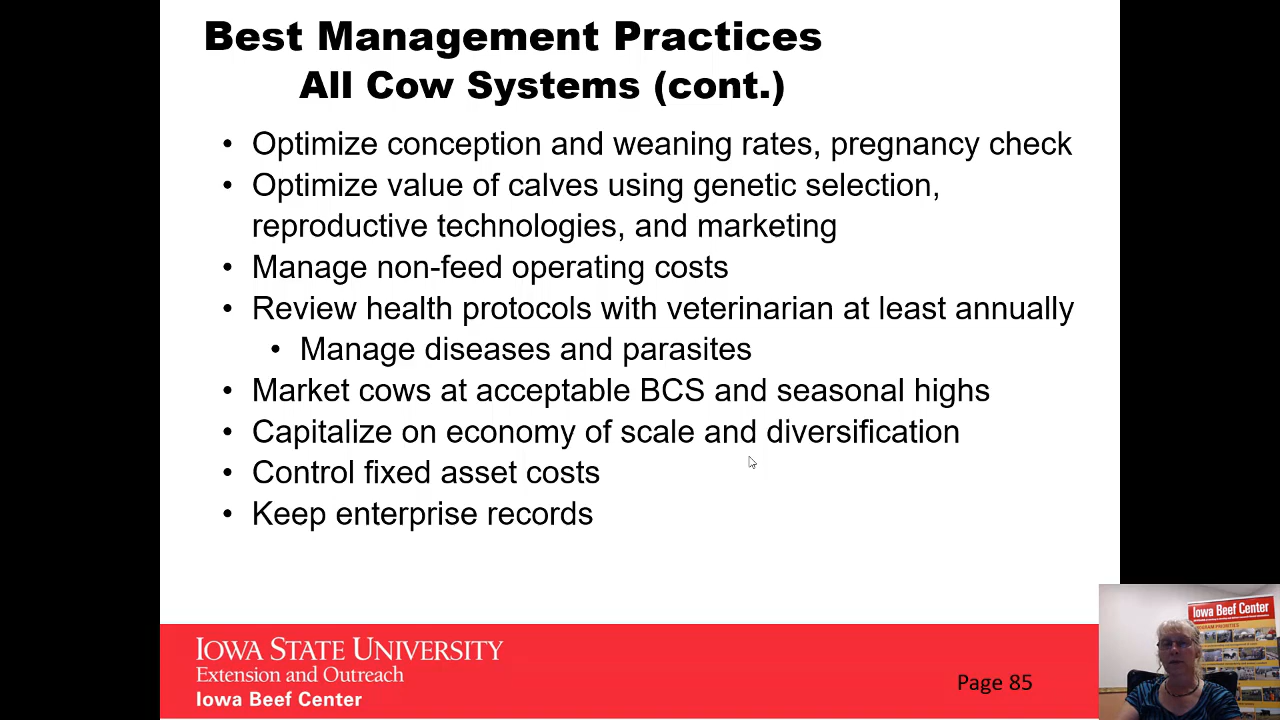 Best Management Practices
All Cow Systems (cont.)
• Optimize conception and weaning rates, pregnancy check
• Optimize value of calves using genetic selection,
reproductive technologies, and marketing
• Manage non-feed operating costs
• Review health protocols with veterinarian at least annually
• Manage diseases and parasites
• Market cows at acceptable BCS and seasonal highs
• Capitalize on economy of scale and diversification
• Control fixed asset costs
• Keep enterprise records
IOWA STATE UNIVERSITY
Extension and Outreach
Iowa Beef Center
Page 85
Iowa Beef Center
PROGRAM PRIORITIES